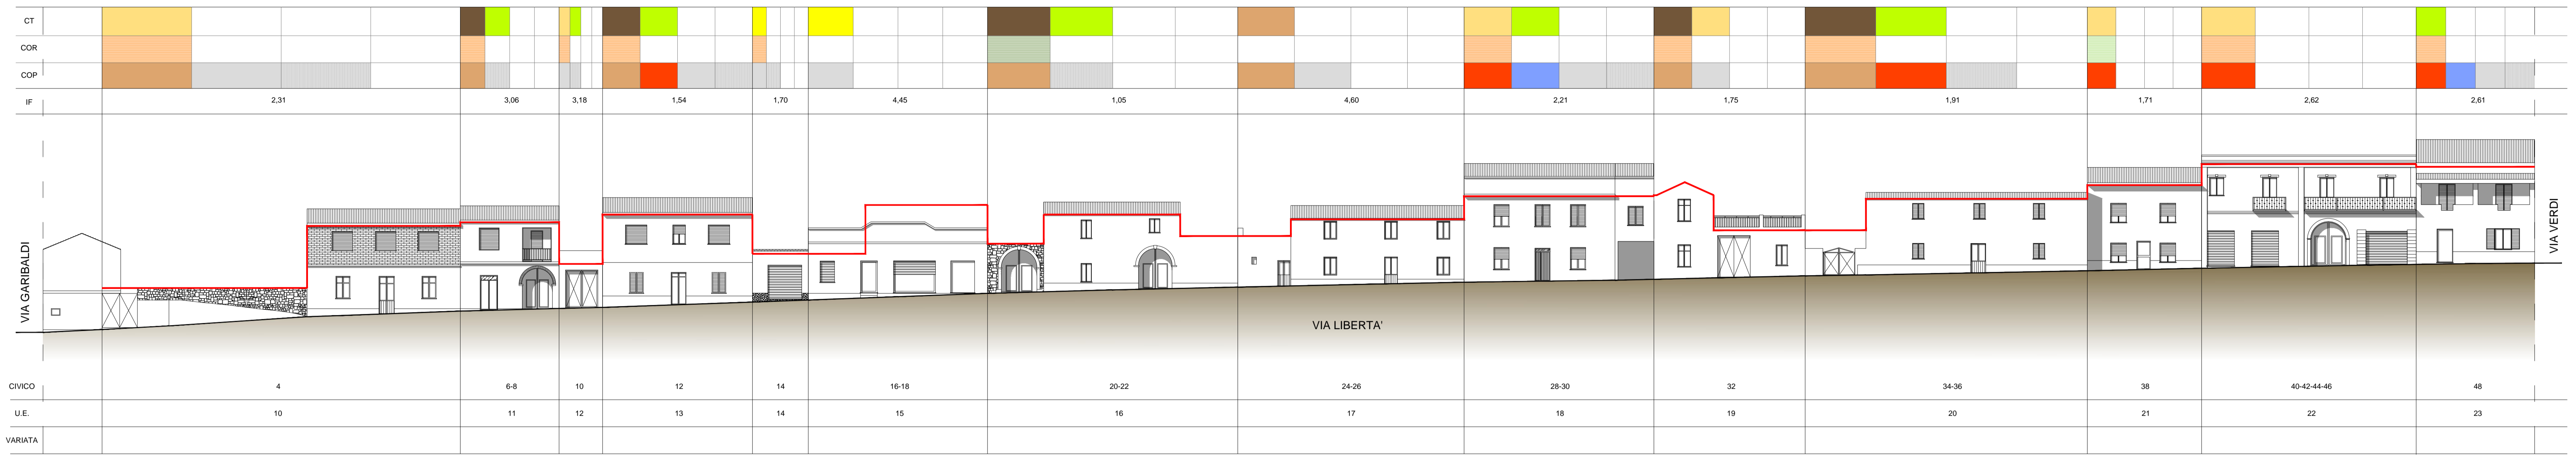 CT
COR
COP
IF 2,31 3,06 3,18 1,54 1,70 4,45 1,05 4,60 2,21 1,75 1,91 1,71 2,62 2,61
VIA GARIBALDI
VIA VERDI
VIA LIBERTA'
CIVICO 4 6-8 10 12 14 16-18 20-22 24-26 28-30 32 34-36 38 40-42-44-46 48
U.E. 10 11 12 13 14 15 16 17 18 19 20 21 22 23
VARIATA